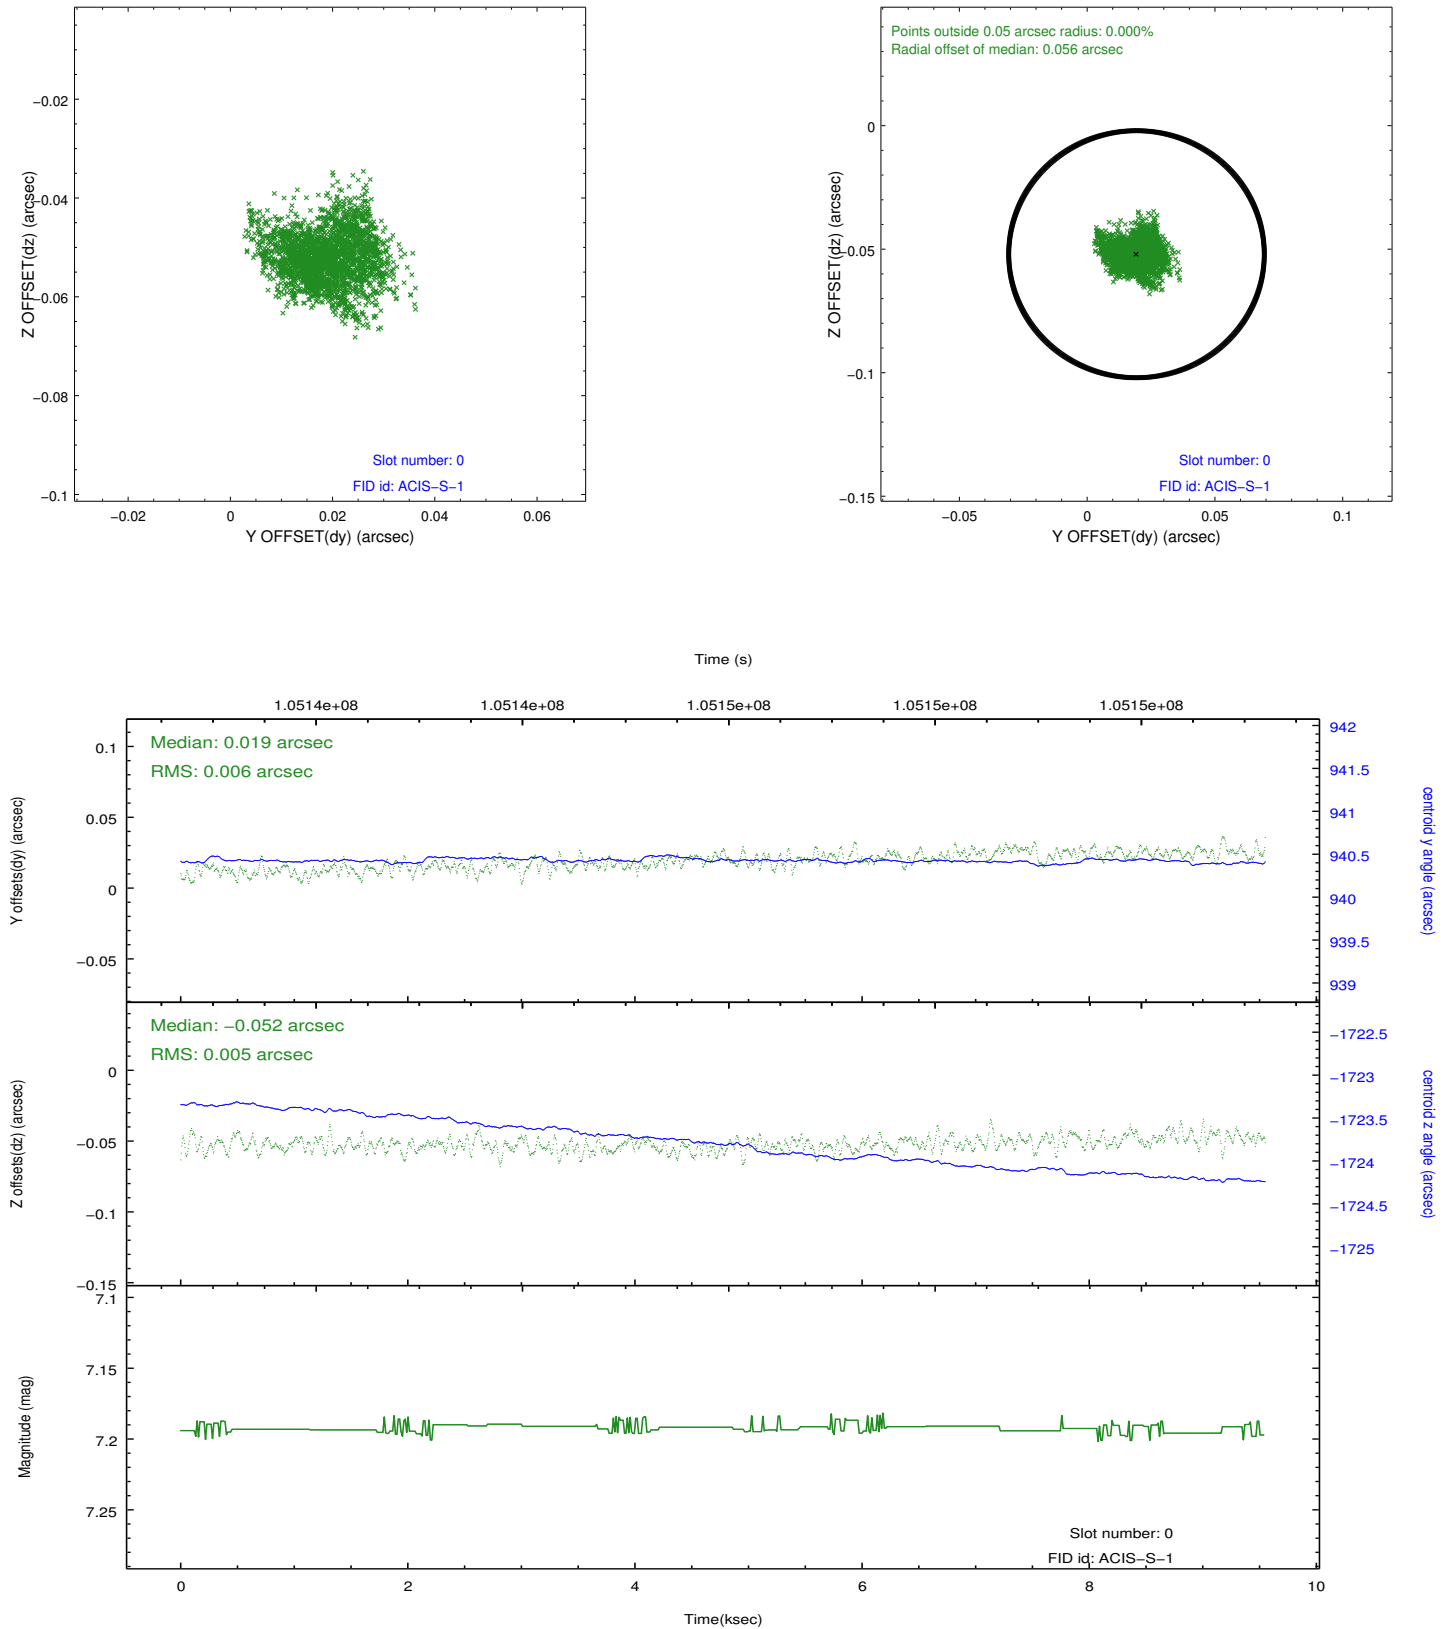 −0.02
−0.04
−0.06
−0.08
−0.1
Z OFFSET(dz) (arcsec)
Slot number: 0
FID id: ACIS−S−1
−0.02 0 0.02 0.04 0.06
Y OFFSET(dy) (arcsec)
Points outside 0.05 arcsec radius: 0.000%
Radial offset of median: 0.056 arcsec
0
−0.05
−0.1
−0.15
Z OFFSET(dz) (arcsec)
Slot number: 0
FID id: ACIS−S−1
−0.05 0 0.05 0.1
Y OFFSET(dy) (arcsec)
Time (s)
1.0514e+08 1.0514e+08 1.0515e+08 1.0515e+08 1.0515e+08
Median: 0.019 arcsec
RMS: 0.006 arcsec
0.1
0.05
0
−0.05
Y offsets(dy) (arcsec)
942
941.5
941
940.5
940
939.5
939
centroid y angle (arcsec)
Median: −0.052 arcsec
RMS: 0.005 arcsec
0
−0.05
−0.1
−0.15
Z offsets(dz) (arcsec)
−1722.5
−1723
−1723.5
−1724
−1724.5
−1725
centroid z angle (arcsec)
7.1
7.15
7.2
7.25
Magnitude (mag)
Slot number: 0
FID id: ACIS−S−1
0 2 4 6 8 10
Time(ksec)